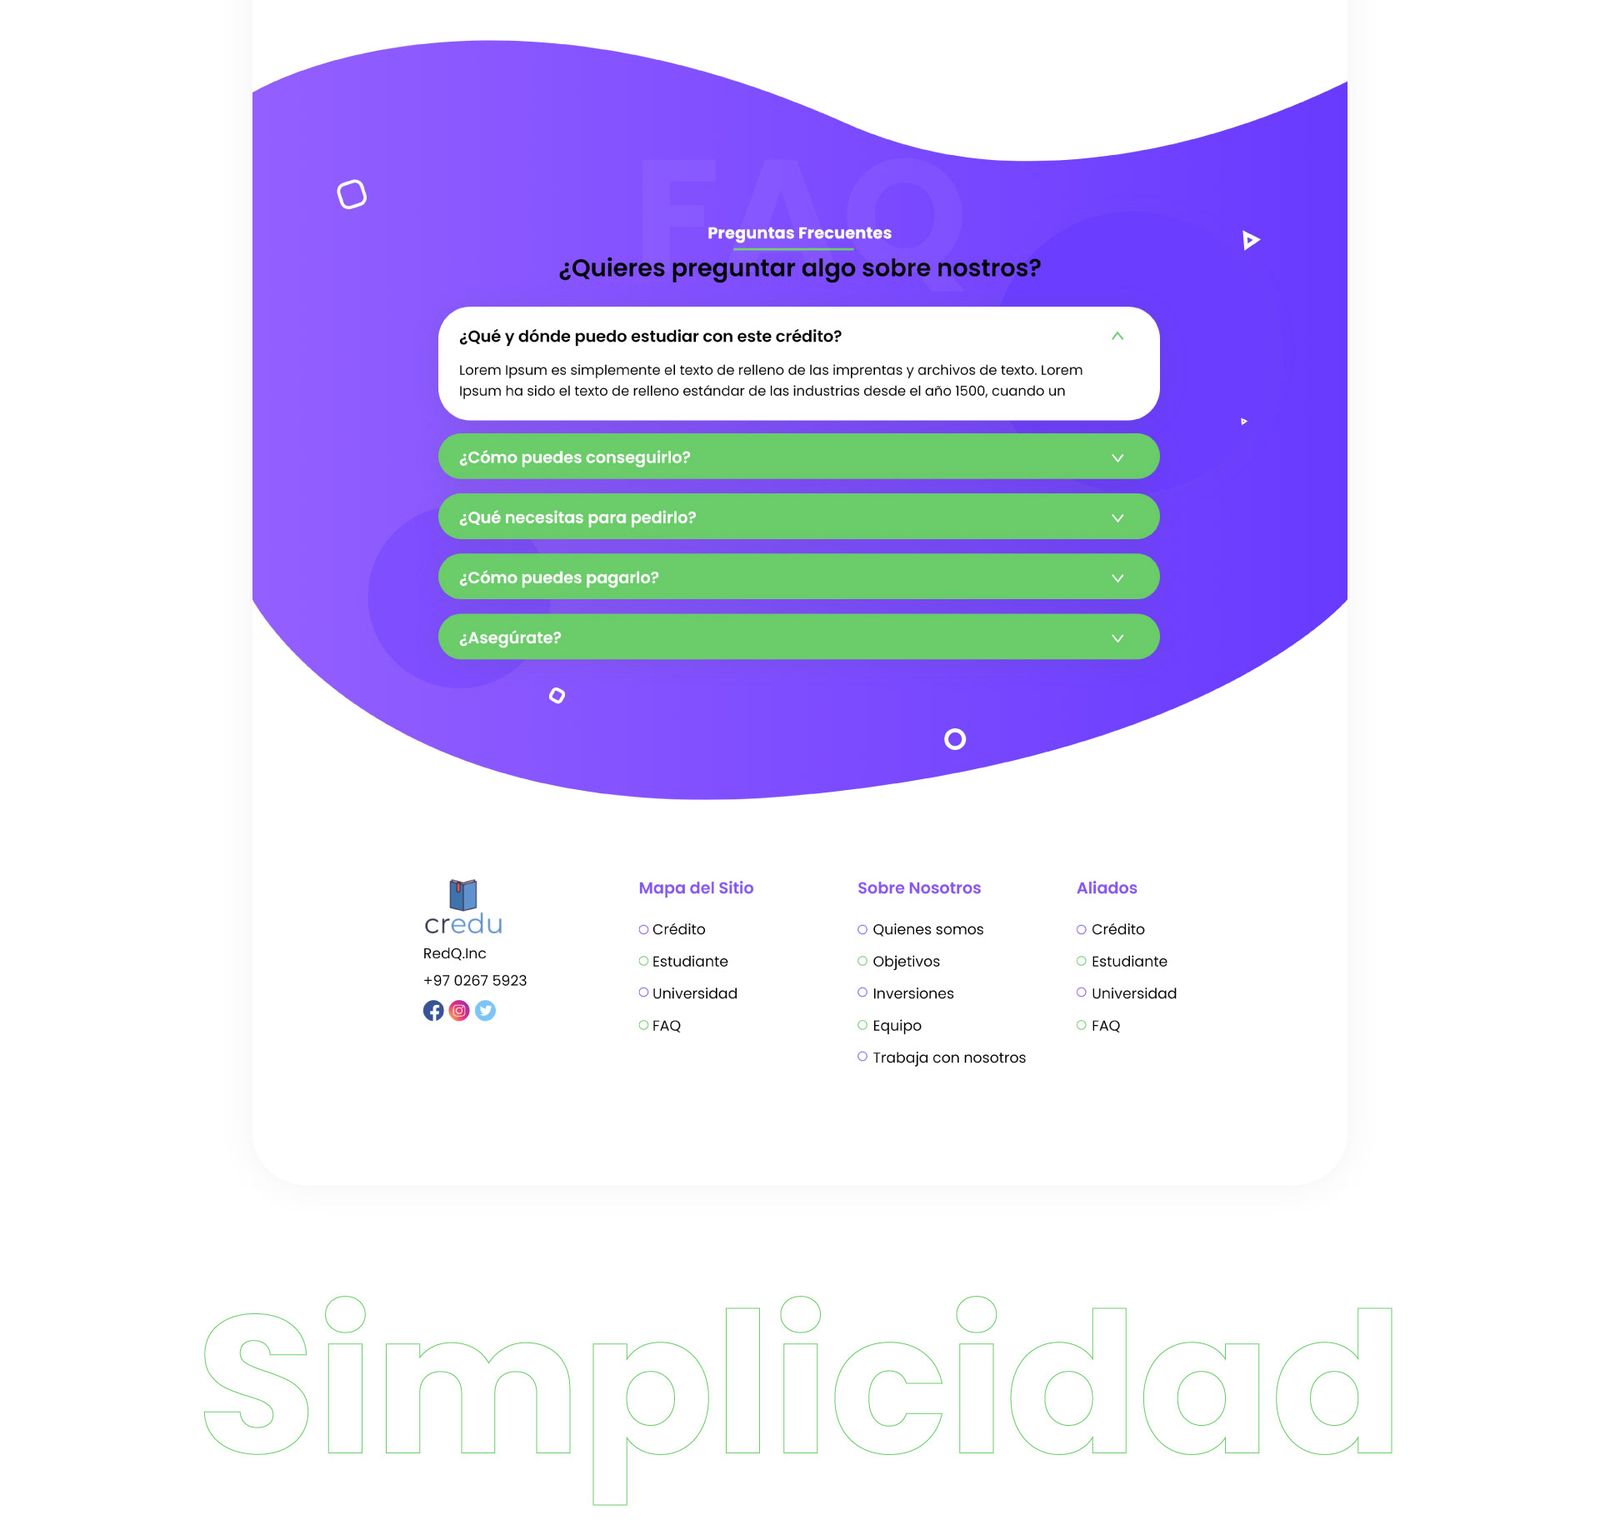 FAQ
Preguntas Frecuentes
¿Quieres preguntar algo sobre nostros?
¿Qué y dónde puedo estudiar con este crédito?
Lorem Ipsum es simplemente el texto de relleno de las imprentas y archivos de texto. Lorem
Ipsum ha sido el texto de relleno estándar de las industrias desde el año 1500, cuando un
¿Cómo puedes conseguirlo?
¿Qué necesitas para pedirlo?
¿Cómo puedes pagarlo?
¿Asegúrate?
credu
RedQ.Inc
+97 0267 5923
Mapa del Sitio
Crédito
Estudiante
Universidad
FAQ
Sobre Nosotros
Quienes somos
Objetivos
Inversiones
Equipo
Trabaja con nosotros
Aliados
Crédito
Estudiante
Universidad
FAQ
Simplicidad